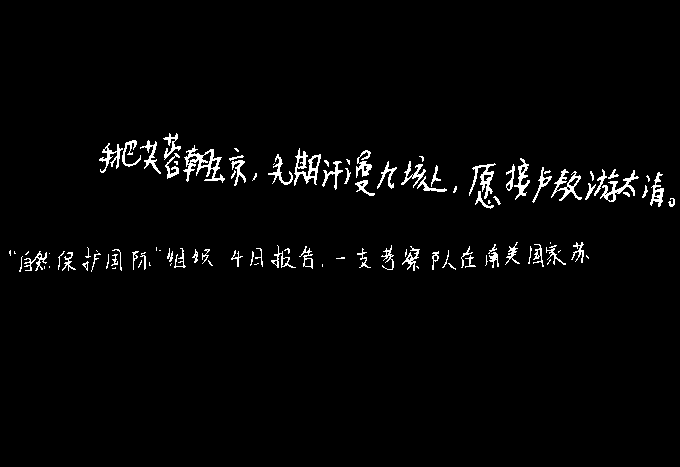 手把芙蓉朝玉京,先期汗漫九垓上,愿接卢敖游太清。
“自然保护国际”组织 4日报告,一支考察队在南美国家苏